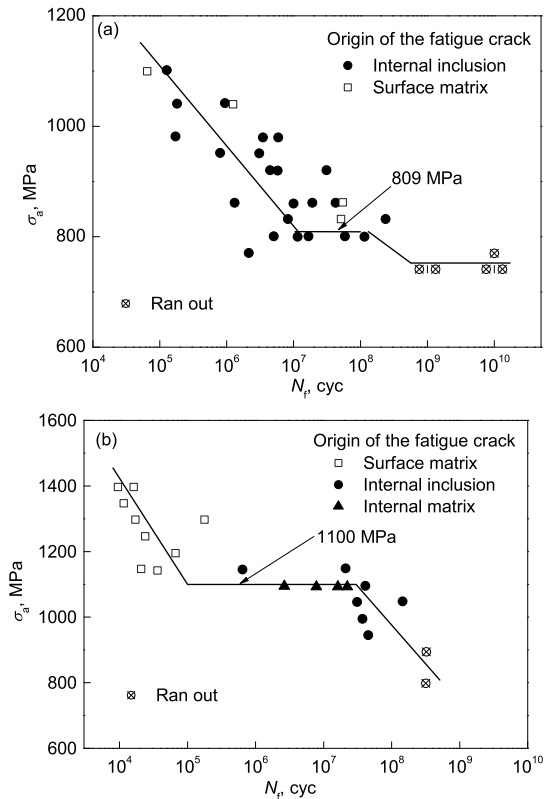 (a)
Origin of the fatigue crack
Internal inclusion
Surface matrix
1200
1000
800
600
σa, MPa
809 MPa
Ran out
10^4 10^5 10^6 10^7 10^8 10^9 10^10
Nf, cyc
(b)
Origin of the fatigue crack
Surface matrix
Internal inclusion
Internal matrix
1600
1400
1200
1000
800
600
σa, MPa
1100 MPa
Ran out
10^4 10^5 10^6 10^7 10^8 10^9 10^10
Nf, cyc